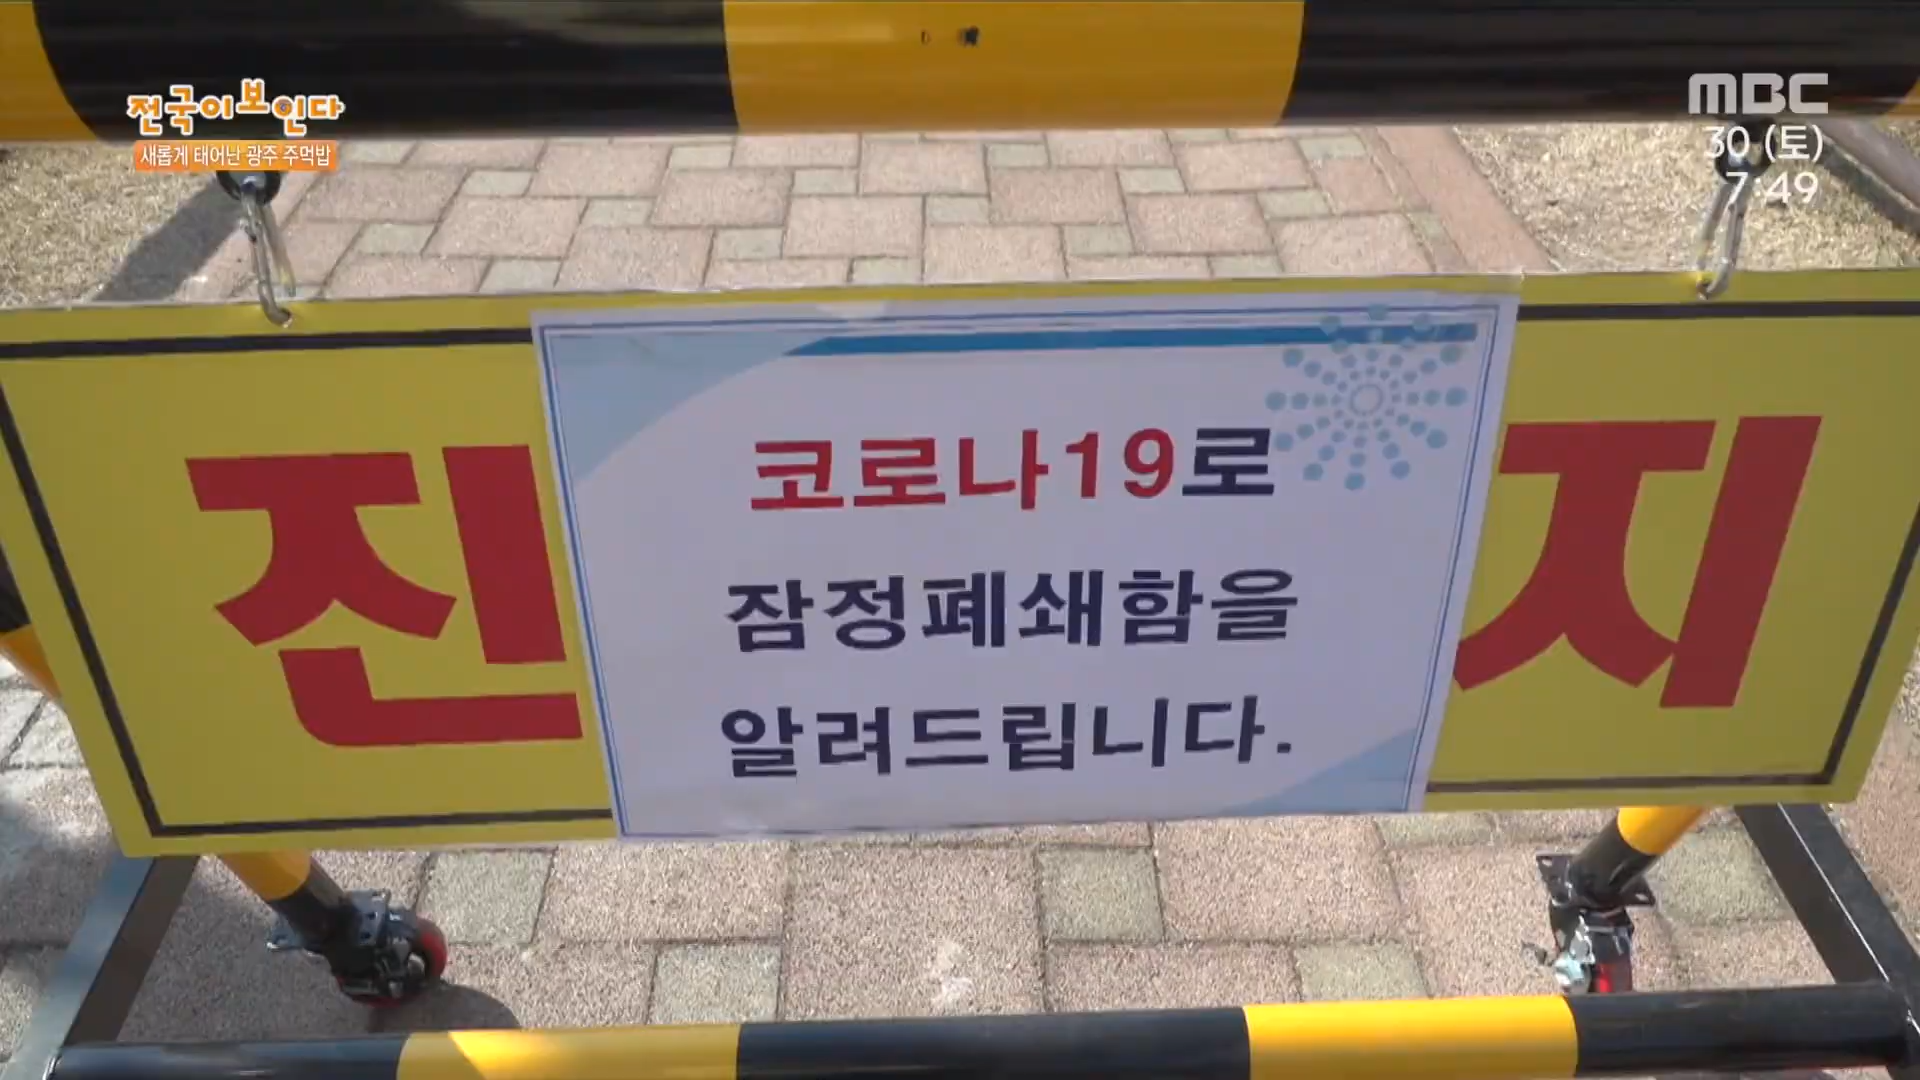 전국이보인다
새롭게 태어난 광주 주먹밥
MBC
30 (토)
7:49
진 지
코로나19로
잠정폐쇄함을
알려드립니다.